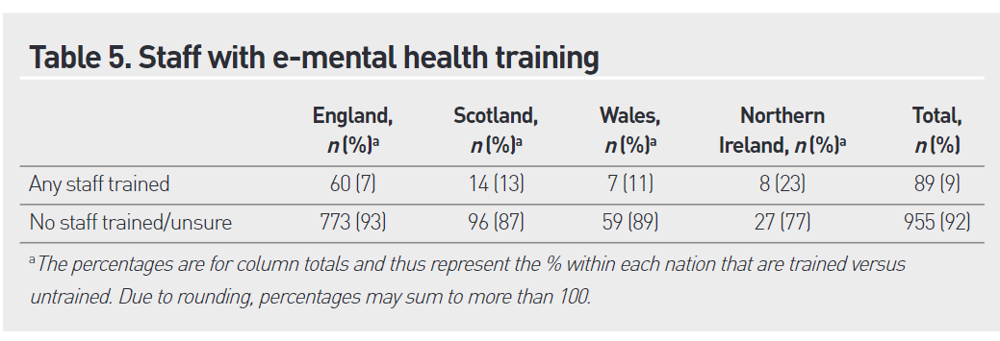 Table 5. Staff with e-mental health training
England, n (%)a Scotland, n (%)a Wales, n (%)a Northern Ireland, n (%)a Total, n (%)
Any staff trained 60 (7) 14 (13) 7 (11) 8 (23) 89 (9)
No staff trained/unsure 773 (93) 96 (87) 59 (89) 27 (77) 955 (92)
a The percentages are for column totals and thus represent the % within each nation that are trained versus
untrained. Due to rounding, percentages may sum to more than 100.